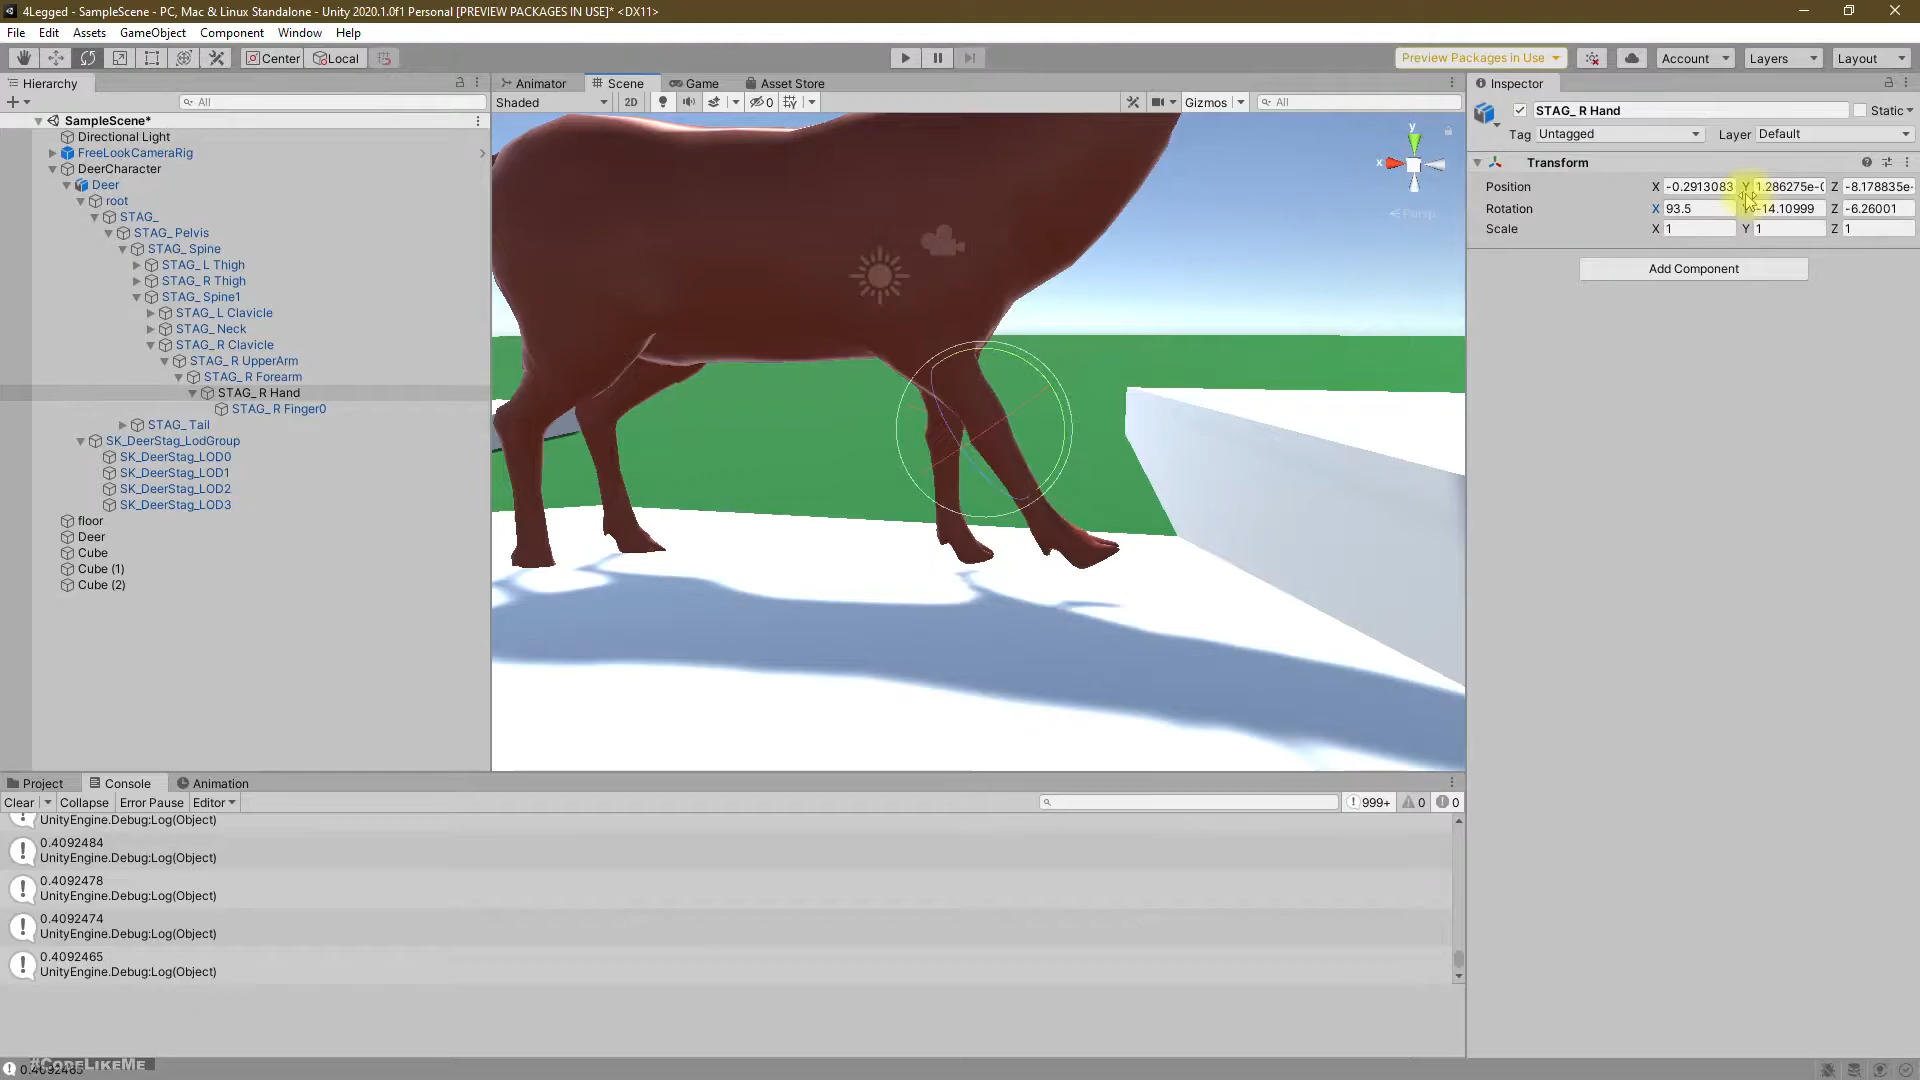 4Legged - SampleScene - PC, Mac & Linux Standalone - Unity 2020.1.0f1 Personal [PREVIEW PACKAGES IN USE]* <DX11>
File Edit Assets GameObject Component Window Help
Center Local Preview Packages in Use Account Layers Layout
Hierarchy
All
SampleScene*
Directional Light
FreeLookCameraRig
DeerCharacter
Deer
root
STAG_
STAG_ Pelvis
STAG_ Spine
STAG_ L Thigh
STAG_ R Thigh
STAG_ Spine1
STAG_ L Clavicle
STAG_ Neck
STAG_ R Clavicle
STAG_ R UpperArm
STAG_ R Forearm
STAG_ R Hand
STAG_ R Finger0
STAG_ Tail
SK_DeerStag_LodGroup
SK_DeerStag_LOD0
SK_DeerStag_LOD1
SK_DeerStag_LOD2
SK_DeerStag_LOD3
floor
Deer
Cube
Cube (1)
Cube (2)
Animator Scene Game Asset Store
Shaded 2D 0 Gizmos All
y
x
Persp
Inspector
STAG_ R Hand Static
Tag Untagged Layer Default
Transform
Position X -0.2913083 Y 1.286275e-0 Z -8.178835e-
Rotation X 93.5 Y -14.10999 Z -6.26001
Scale X 1 Y 1 Z 1
Add Component
Project Console Animation
Clear Collapse Error Pause Editor 999+ 0 0
UnityEngine.Debug:Log(Object)
0.4092484
UnityEngine.Debug:Log(Object)
0.4092478
UnityEngine.Debug:Log(Object)
0.4092474
UnityEngine.Debug:Log(Object)
0.4092465
UnityEngine.Debug:Log(Object)
#CodeLikeMe
0.4092465